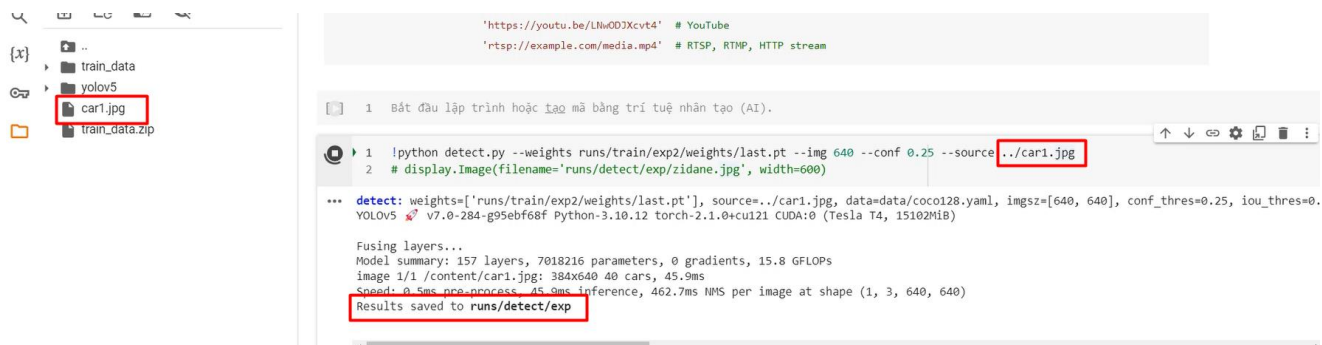 {x}
..
train_data
yolov5
car1.jpg
train_data.zip
'https://youtu.be/LNwODJXcvt4' # YouTube
'rtsp://example.com/media.mp4' # RTSP, RTMP, HTTP stream
[ ] 1 Bắt đầu lập trình hoặc tạo mã bằng trí tuệ nhân tạo (AI).
1 !python detect.py --weights runs/train/exp2/weights/last.pt --img 640 --conf 0.25 --source ../car1.jpg
2 # display.Image(filename='runs/detect/exp/zidane.jpg', width=600)
detect: weights=['runs/train/exp2/weights/last.pt'], source=../car1.jpg, data=data/coco128.yaml, imgsz=[640, 640], conf_thres=0.25, iou_thres=0.
YOLOv5 🚀 v7.0-284-g95ebf68f Python-3.10.12 torch-2.1.0+cu121 CUDA:0 (Tesla T4, 15102MiB)
Fusing layers...
Model summary: 157 layers, 7018216 parameters, 0 gradients, 15.8 GFLOPs
image 1/1 /content/car1.jpg: 384x640 40 cars, 45.9ms
Speed: 0.5ms pre-process, 45.9ms inference, 462.7ms NMS per image at shape (1, 3, 640, 640)
Results saved to runs/detect/exp